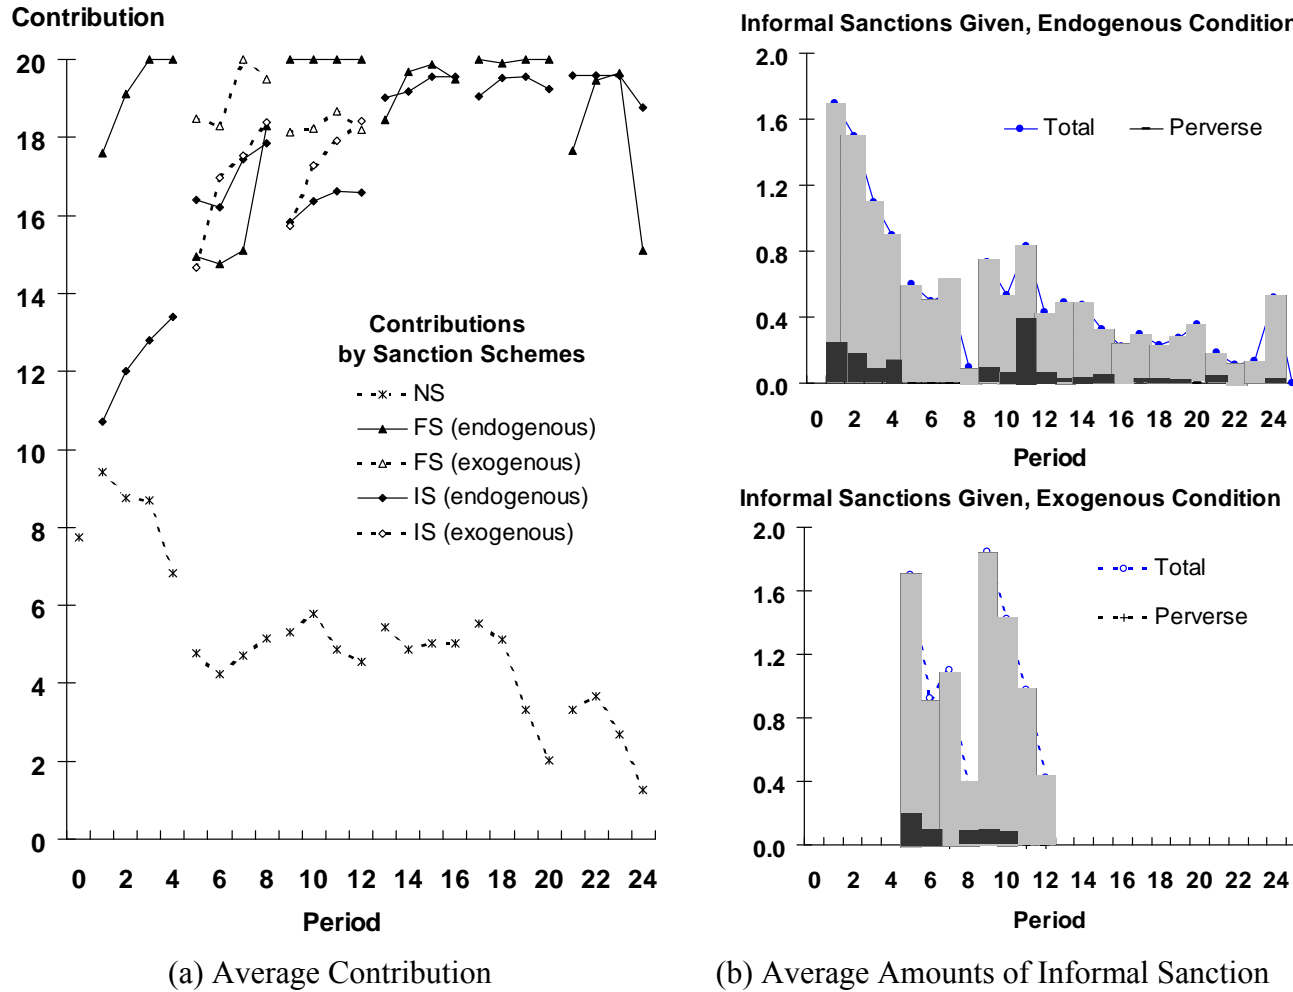 Contribution
20
18
16
14
12
10
8
6
4
2
0
0 2 4 6 8 10 12 14 16 18 20 22 24
Period
Contributions
by Sanction Schemes
NS
FS (endogenous)
FS (exogenous)
IS (endogenous)
IS (exogenous)
(a) Average Contribution
Informal Sanctions Given, Endogenous Condition
2.0
1.6
1.2
0.8
0.4
0.0
Total Perverse
0 2 4 6 8 10 12 14 16 18 20 22 24
Period
Informal Sanctions Given, Exogenous Condition
2.0
1.6
1.2
0.8
0.4
0.0
Total
Perverse
0 2 4 6 8 10 12 14 16 18 20 22 24
Period
(b) Average Amounts of Informal Sanction